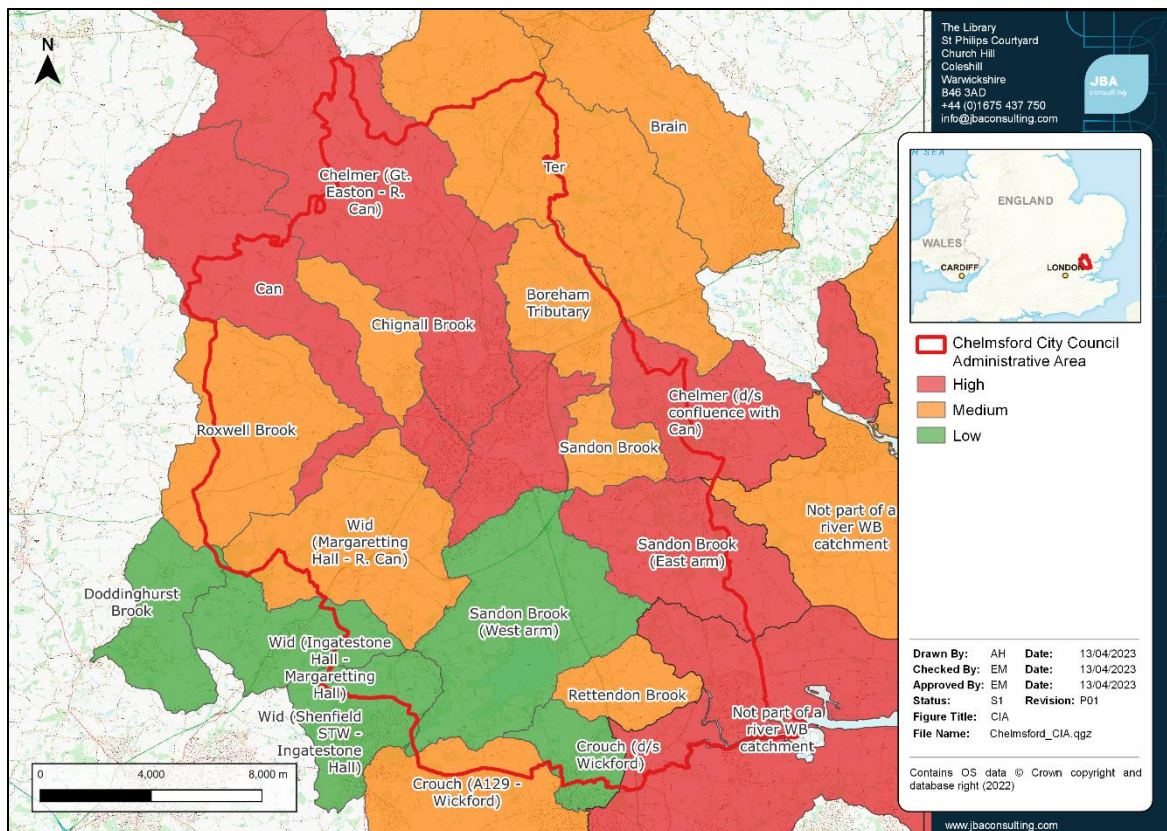 N
Chelmer (Gt.
Easton - R.
Can)
Ter
Brain
Can
Chignall Brook
Boreham
Tributary
Roxwell Brook
Chelmer (d/s
confluence with
Can)
Sandon Brook
Wid
(Margaretting
Hall - R. Can)
Not part of a
river WB
catchment
Sandon Brook
(East arm)
Doddinghurst
Brook
Sandon Brook
(West arm)
Wid (Ingatestone
Hall -
Margaretting
Hall)
Rettendon Brook
Wid (Shenfield
STW -
Ingatestone
Hall)
Not part of a
river WB
catchment
Crouch (d/s
Wickford)
Crouch (A129 -
Wickford)
0 4,000 8,000 m
The Library
St Philips Courtyard
Church Hill
Coleshill
Warwickshire
B46 3AD
+44 (0)1675 437 750
info@jbaconsulting.com
JBA
consulting
ENGLAND
WALES
CARDIFF
LONDON
Chelmsford City Council
Administrative Area
High
Medium
Low
Drawn By: AH Date: 13/04/2023
Checked By: EM Date: 13/04/2023
Approved By: EM Date: 13/04/2023
Status: S1 Revision: P01
Figure Title: CIA
File Name: Chelmsford_CIA.qgz
Contains OS data © Crown copyright and
database right (2022)
www.jbaconsulting.com